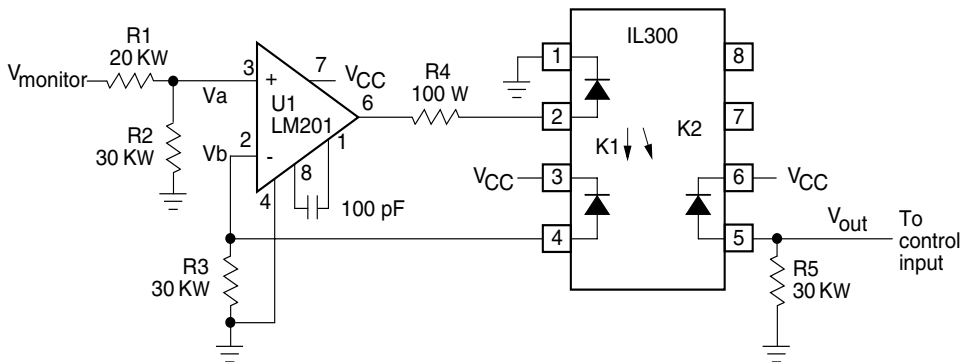 Vmonitor
R1
20 KW
R2
30 KW
Va
Vb
3
+
2
-
U1
LM201
7
VCC
6
1
8
4
100 pF
R3
30 KW
R4
100 W
IL300
1
2
3
4
8
7
6
5
K1
K2
VCC
VCC
Vout
To
control
input
R5
30 KW